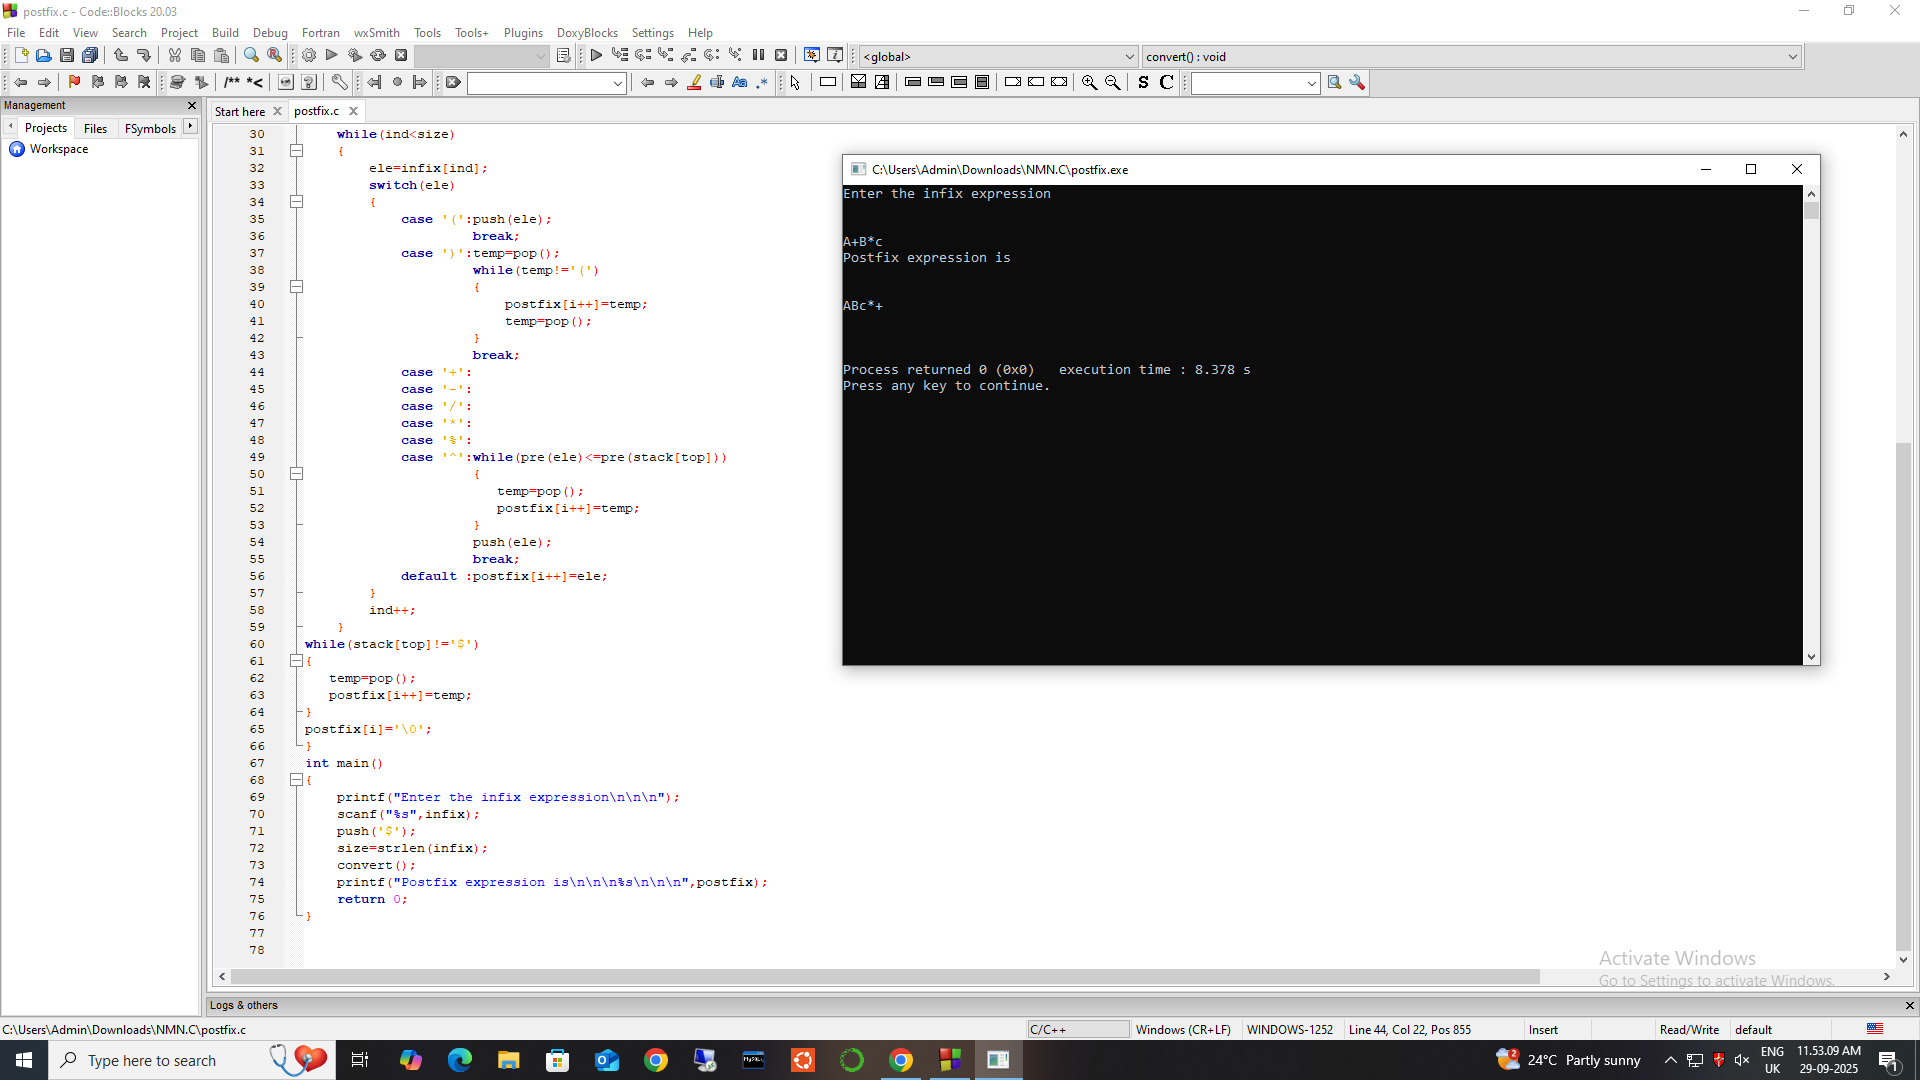 postfix.c - Code::Blocks 20.03
File Edit View Search Project Build Debug Fortran wxSmith Tools Tools+ Plugins DoxyBlocks Settings Help
<global>
convert() : void
/** *<
Aa .*
S C
Management
Projects Files FSymbols
Workspace
Start here postfix.c
30 while(ind<size)
31 {
32 ele=infix[ind];
33 switch(ele)
34 {
35 case '(':push(ele);
36 break;
37 case ')':temp=pop();
38 while(temp!='(')
39 {
40 postfix[i++]=temp;
41 temp=pop();
42 }
43 break;
44 case '+':
45 case '-':
46 case '/':
47 case '*':
48 case '%':
49 case '^':while(pre(ele)<=pre(stack[top]))
50 {
51 temp=pop();
52 postfix[i++]=temp;
53 }
54 push(ele);
55 break;
56 default :postfix[i++]=ele;
57 }
58 ind++;
59 }
60 while(stack[top]!='$')
61 {
62 temp=pop();
63 postfix[i++]=temp;
64 }
65 postfix[i]='\0';
66 }
67 int main()
68 {
69 printf("Enter the infix expression\n\n\n");
70 scanf("%s",infix);
71 push('$');
72 size=strlen(infix);
73 convert();
74 printf("Postfix expression is\n\n\n%s\n\n\n",postfix);
75 return 0;
76 }
77
78
C:\Users\Admin\Downloads\NMN.C\postfix.exe
Enter the infix expression
A+B*c
Postfix expression is
ABc*+
Process returned 0 (0x0) execution time : 8.378 s
Press any key to continue.
Activate Windows
Go to Settings to activate Windows.
Logs & others
C:\Users\Admin\Downloads\NMN.C\postfix.c
C/C++
Windows (CR+LF)
WINDOWS-1252
Line 44, Col 22, Pos 855
Insert
Read/Write
default
Type here to search
MySQL
2
24°C Partly sunny
ENG
UK
11.53.09 AM
29-09-2025
1